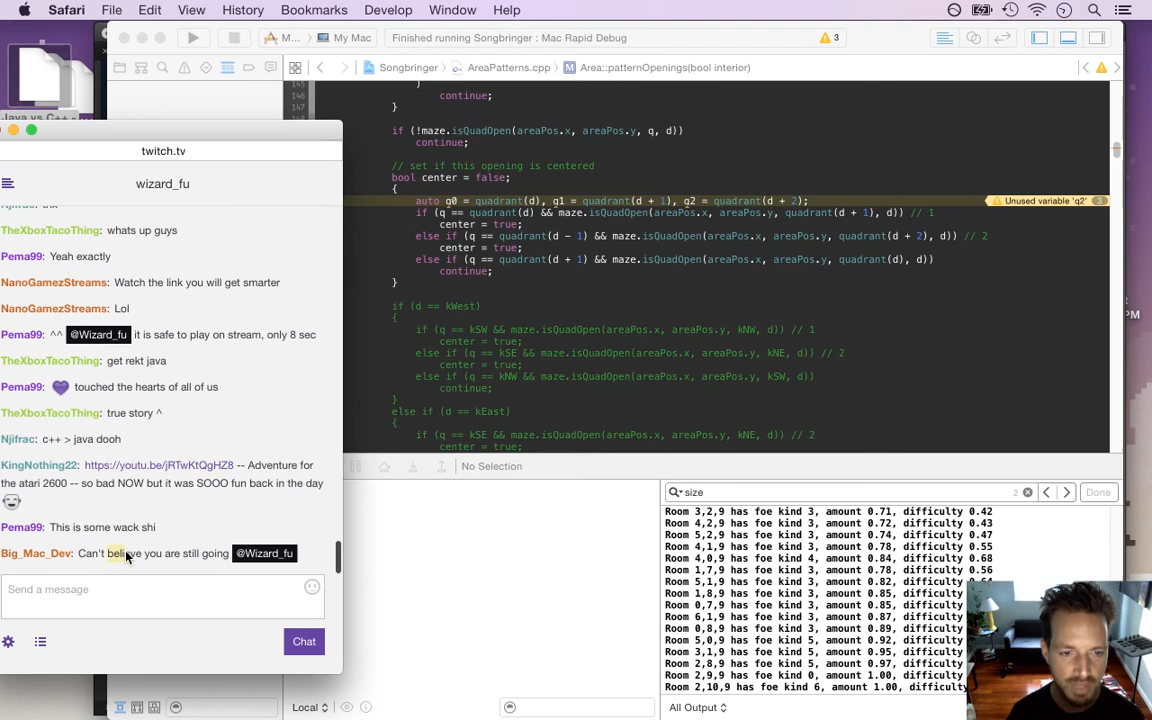 Safari File Edit View History Bookmarks Develop Window Help
M... My Mac Finished running Songbringer : Mac Rapid Debug 3
Songbringer AreaPatterns.cpp M Area::patternOpenings(bool interior)
Java vs C++ -
twitch.tv
wizard_fu
TheXboxTacoThing: whats up guys
Pema99: Yeah exactly
NanoGamezStreams: Watch the link you will get smarter
NanoGamezStreams: Lol
Pema99: ^^ @Wizard_fu it is safe to play on stream, only 8 sec
TheXboxTacoThing: get rekt java
Pema99: touched the hearts of all of us
TheXboxTacoThing: true story ^
Njifrac: c++ > java dooh
KingNothing22: https://youtu.be/jRTwKtQgHZ8 -- Adventure for
the atari 2600 -- so bad NOW but it was SOOO fun back in the day
Pema99: This is some wack shi
Big_Mac_Dev: Can't believe you are still going @Wizard_fu
Send a message
Chat
145 )
146 continue;
147 }
if (!maze.isQuadOpen(areaPos.x, areaPos.y, q, d))
continue;
// set if this opening is centered
bool center = false;
{
auto q0 = quadrant(d), q1 = quadrant(d + 1), q2 = quadrant(d + 2); Unused variable 'q2' 3
if (q == quadrant(d) && maze.isQuadOpen(areaPos.x, areaPos.y, quadrant(d + 1), d)) // 1
center = true;
else if (q == quadrant(d - 1) && maze.isQuadOpen(areaPos.x, areaPos.y, quadrant(d + 2), d)) // 2
center = true;
else if (q == quadrant(d + 1) && maze.isQuadOpen(areaPos.x, areaPos.y, quadrant(d), d))
continue;
}
if (d == kWest)
{
if (q == kSW && maze.isQuadOpen(areaPos.x, areaPos.y, kNW, d)) // 1
center = true;
else if (q == kSE && maze.isQuadOpen(areaPos.x, areaPos.y, kNE, d)) // 2
center = true;
else if (q == kNW && maze.isQuadOpen(areaPos.x, areaPos.y, kSW, d))
continue;
}
else if (d == kEast)
{
if (q == kSE && maze.isQuadOpen(areaPos.x, areaPos.y, kNE, d)) // 2
center = true;
No Selection
size 2 Done
Room 3,2,9 has foe kind 3, amount 0.71, difficulty 0.42
Room 4,2,9 has foe kind 3, amount 0.72, difficulty 0.43
Room 5,2,9 has foe kind 3, amount 0.74, difficulty 0.47
Room 4,1,9 has foe kind 3, amount 0.78, difficulty 0.55
Room 4,0,9 has foe kind 4, amount 0.84, difficulty 0.68
Room 1,7,9 has foe kind 3, amount 0.78, difficulty 0.56
Room 5,1,9 has foe kind 3, amount 0.82, difficulty 0.64
Room 1,8,9 has foe kind 3, amount 0.85, difficulty
Room 0,7,9 has foe kind 3, amount 0.85, difficulty
Room 6,1,9 has foe kind 3, amount 0.87, difficulty
Room 0,8,9 has foe kind 3, amount 0.89, difficulty
Room 5,0,9 has foe kind 5, amount 0.92, difficulty
Room 3,1,9 has foe kind 5, amount 0.95, difficulty
Room 2,8,9 has foe kind 5, amount 0.97, difficulty
Room 2,9,9 has foe kind 0, amount 1.00, difficulty
Room 2,10,9 has foe kind 6, amount 1.00, difficulty
Local
All Output
PM